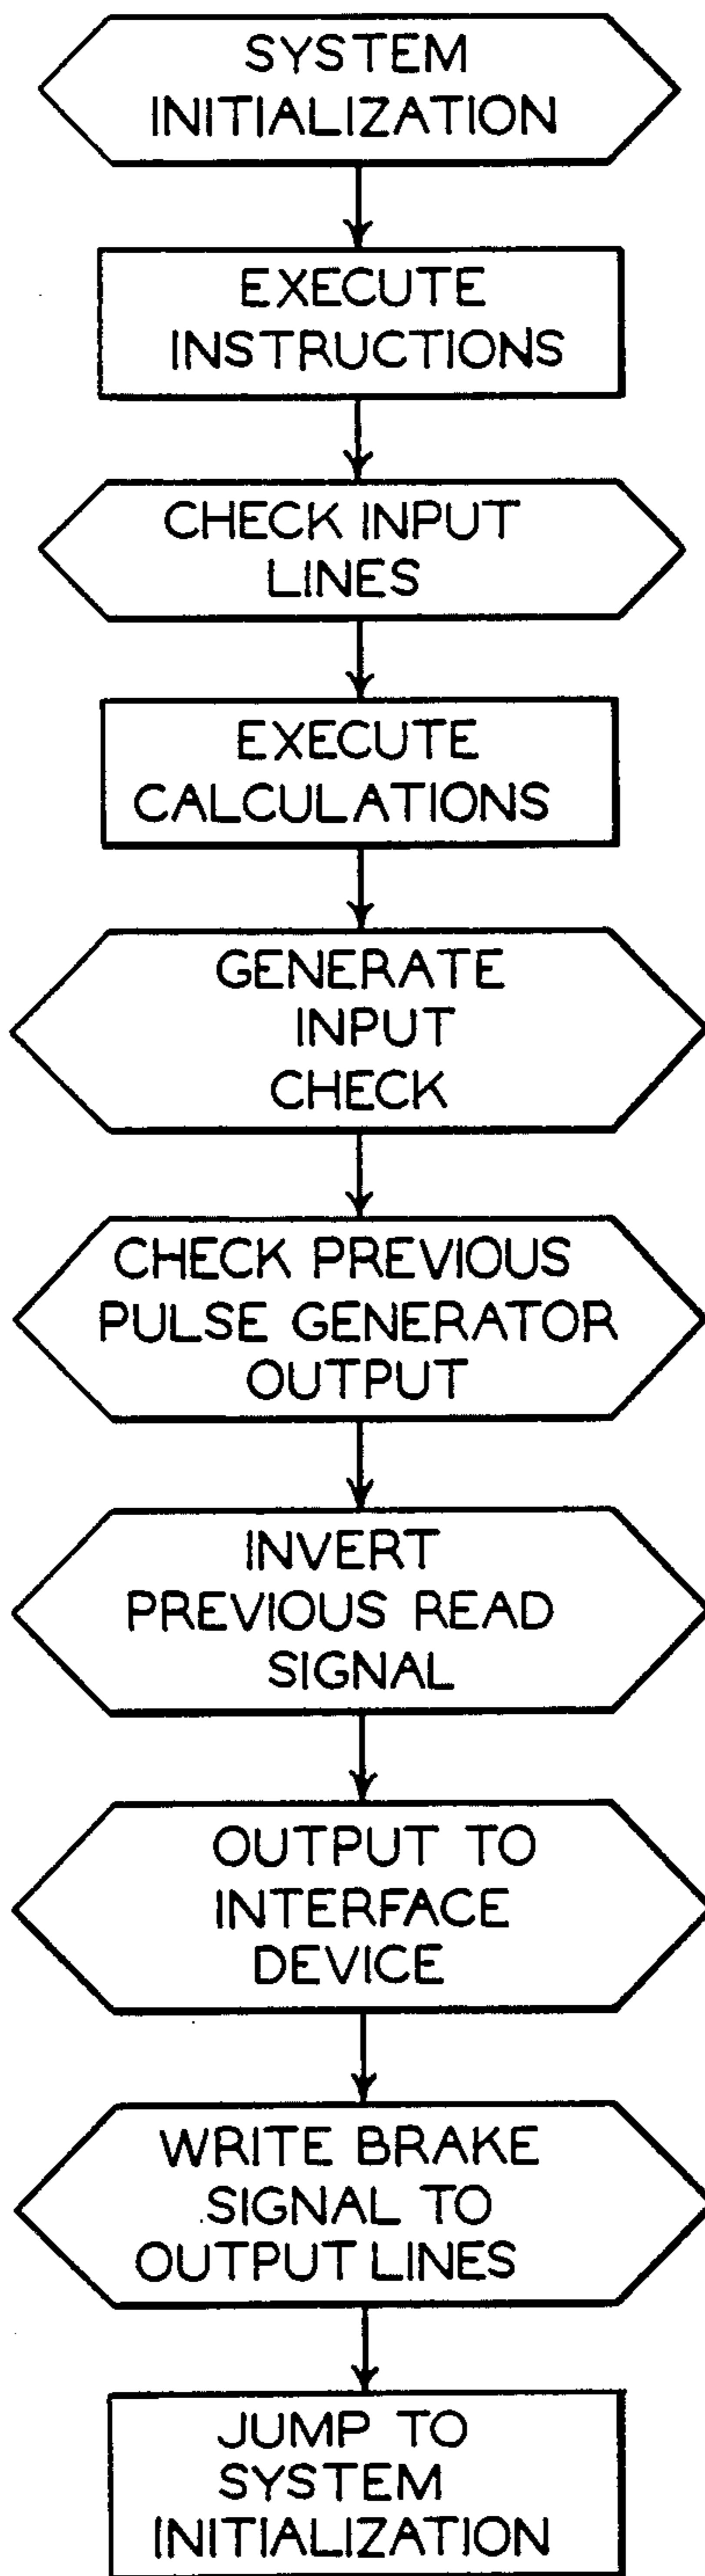 SYSTEM
INITIALIZATION
EXECUTE
INSTRUCTIONS
CHECK INPUT
LINES
EXECUTE
CALCULATIONS
GENERATE
INPUT
CHECK
CHECK PREVIOUS
PULSE GENERATOR
OUTPUT
INVERT
PREVIOUS READ
SIGNAL
OUTPUT TO
INTERFACE
DEVICE
WRITE BRAKE
SIGNAL TO
OUTPUT LINES
JUMP TO
SYSTEM
INITIALIZATION